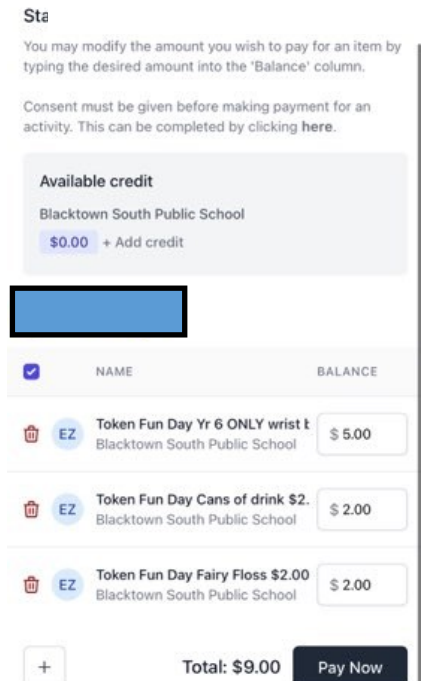 Sta
You may modify the amount you wish to pay for an item by
typing the desired amount into the 'Balance' column.
Consent must be given before making payment for an
activity. This can be completed by clicking here.
Available credit
Blacktown South Public School
$0.00 + Add credit
NAME BALANCE
EZ Token Fun Day Yr 6 ONLY wrist $ 5.00
Blacktown South Public School
EZ Token Fun Day Cans of drink $2. $ 2.00
Blacktown South Public School
EZ Token Fun Day Fairy Floss $2.00 $ 2.00
Blacktown South Public School
+ Total: $9.00 Pay Now